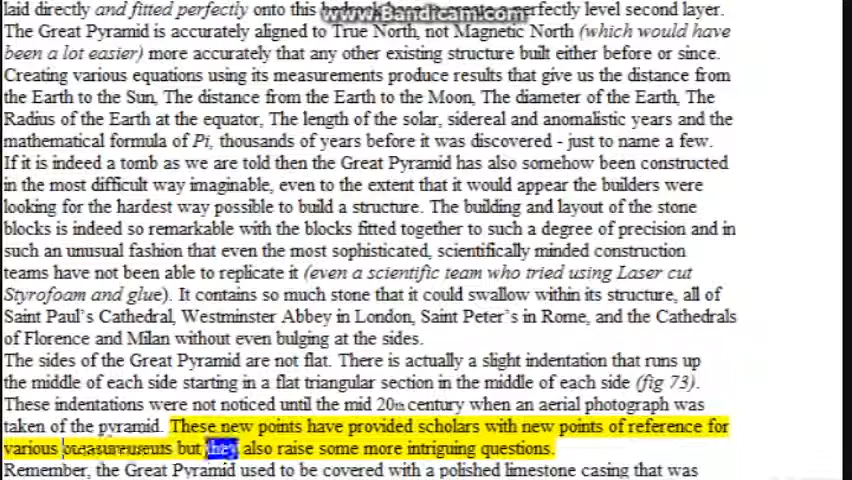 laid directly and fitted perfectly onto this bedrock base to create a perfectly level second layer.
www.Bandicam.com
The Great Pyramid is accurately aligned to True North, not Magnetic North (which would have
been a lot easier) more accurately that any other existing structure built either before or since.
Creating various equations using its measurements produce results that give us the distance from
the Earth to the Sun, The distance from the Earth to the Moon, The diameter of the Earth, The
Radius of the Earth at the equator, The length of the solar, sidereal and anomalistic years and the
mathematical formula of Pi, thousands of years before it was discovered - just to name a few.
If it is indeed a tomb as we are told then the Great Pyramid has also somehow been constructed
in the most difficult way imaginable, even to the extent that it would appear the builders were
looking for the hardest way possible to build a structure. The building and layout of the stone
blocks is indeed so remarkable with the blocks fitted together to such a degree of precision and in
such an unusual fashion that even the most sophisticated, scientifically minded construction
teams have not been able to replicate it (even a scientific team who tried using Laser cut
Styrofoam and glue). It contains so much stone that it could swallow within its structure, all of
Saint Paul's Cathedral, Westminster Abbey in London, Saint Peter's in Rome, and the Cathedrals
of Florence and Milan without even bulging at the sides.
The sides of the Great Pyramid are not flat. There is actually a slight indentation that runs up
the middle of each side starting in a flat triangular section in the middle of each side (fig 73).
These indentations were not noticed until the mid 20th century when an aerial photograph was
taken of the pyramid. These new points have provided scholars with new points of reference for
various measurements but they also raise some more intriguing questions.
Remember, the Great Pyramid used to be covered with a polished limestone casing that was